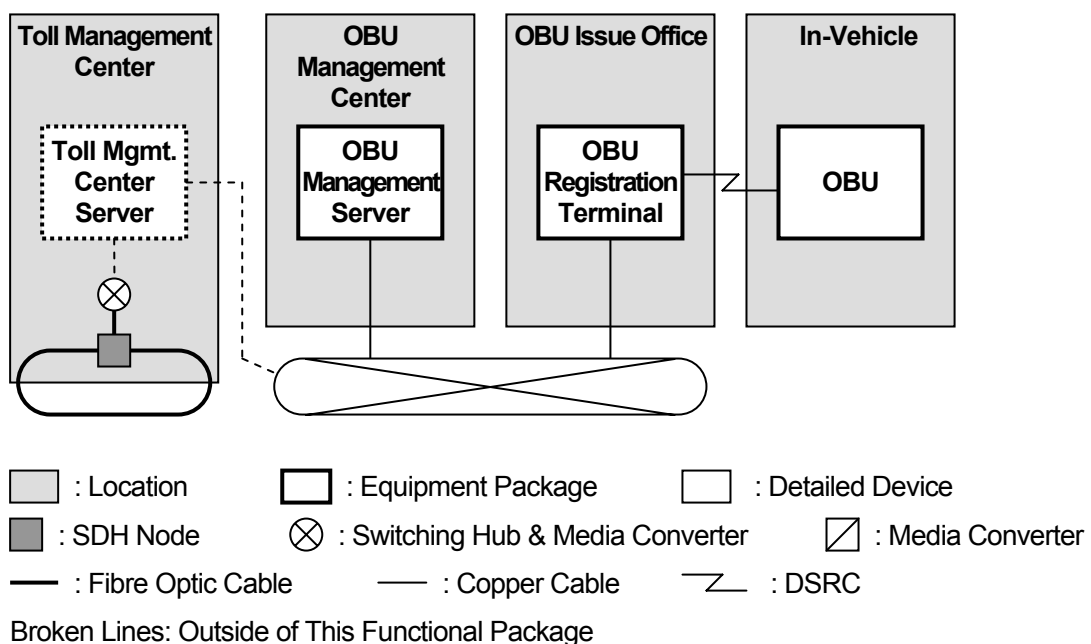 Toll Management
Center
OBU
Management
Center
OBU Issue Office
In-Vehicle
Toll Mgmt.
Center
Server
OBU
Management
Server
OBU
Registration
Terminal
OBU
: Location
: Equipment Package
: Detailed Device
: SDH Node
: Switching Hub & Media Converter
: Media Converter
: Fibre Optic Cable
: Copper Cable
: DSRC
Broken Lines: Outside of This Functional Package